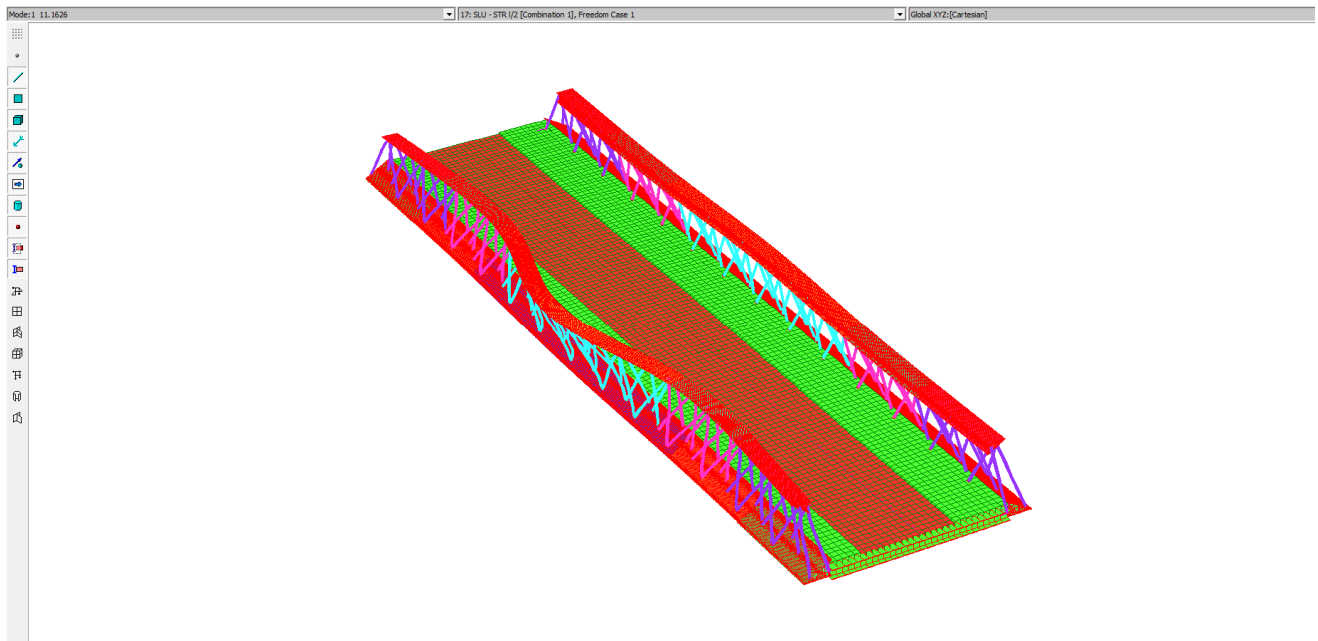 Mode:1 11.1626
17: SLU - STR l/2 [Combination 1], Freedom Case 1
Global XYZ:[Cartesian]